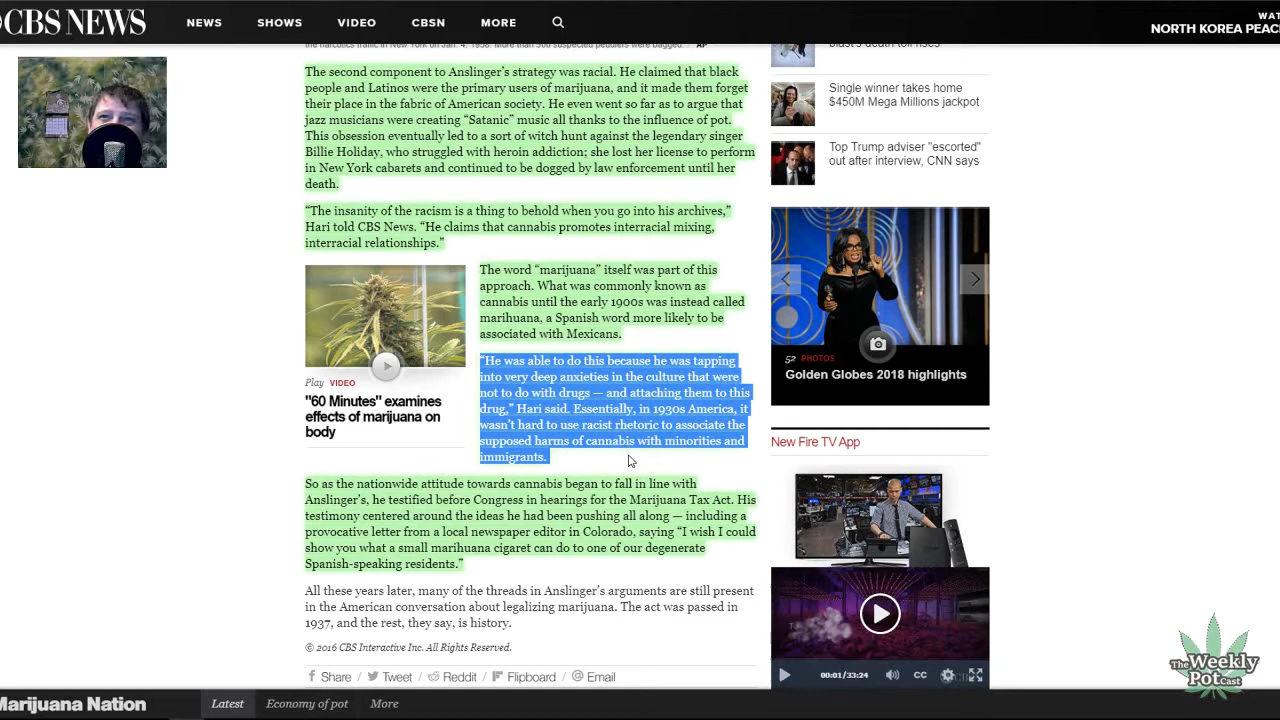 CBS NEWS
NEWS
SHOWS
VIDEO
CBSN
MORE
WAT
NORTH KOREA PEAC
the narcotics traffic in New York on Jan. 4, 1958. More than 500 suspected peddlers were bagged. / AP
The second component to Anslinger's strategy was racial. He claimed that black
people and Latinos were the primary users of marijuana, and it made them forget
their place in the fabric of American society. He even went so far as to argue that
jazz musicians were creating “Satanic” music all thanks to the influence of pot.
This obsession eventually led to a sort of witch hunt against the legendary singer
Billie Holiday, who struggled with heroin addiction; she lost her license to perform
in New York cabarets and continued to be dogged by law enforcement until her
death.
“The insanity of the racism is a thing to behold when you go into his archives,”
Hari told CBS News. “He claims that cannabis promotes interracial mixing,
interracial relationships.”
The word “marijuana” itself was part of this
approach. What was commonly known as
cannabis until the early 1900s was instead called
marihuana, a Spanish word more likely to be
associated with Mexicans.
Play VIDEO
"60 Minutes" examines
effects of marijuana on
body
“He was able to do this because he was tapping
into very deep anxieties in the culture that were
not to do with drugs — and attaching them to this
drug,” Hari said. Essentially, in 1930s America, it
wasn't hard to use racist rhetoric to associate the
supposed harms of cannabis with minorities and
immigrants.
So as the nationwide attitude towards cannabis began to fall in line with
Anslinger's, he testified before Congress in hearings for the Marijuana Tax Act. His
testimony centered around the ideas he had been pushing all along — including a
provocative letter from a local newspaper editor in Colorado, saying “I wish I could
show you what a small marihuana cigaret can do to one of our degenerate
Spanish-speaking residents.”
All these years later, many of the threads in Anslinger's arguments are still present
in the American conversation about legalizing marijuana. The act was passed in
1937, and the rest, they say, is history.
© 2016 CBS Interactive Inc. All Rights Reserved.
Share / Tweet / Reddit / Flipboard / Email
blast's death toll rises
Single winner takes home
$450M Mega Millions jackpot
Top Trump adviser "escorted"
out after interview, CNN says
52 PHOTOS
Golden Globes 2018 highlights
New Fire TV App
00:01/33:24
CC
The Weekly
PotCast
Marijuana Nation
Latest
Economy of pot
More